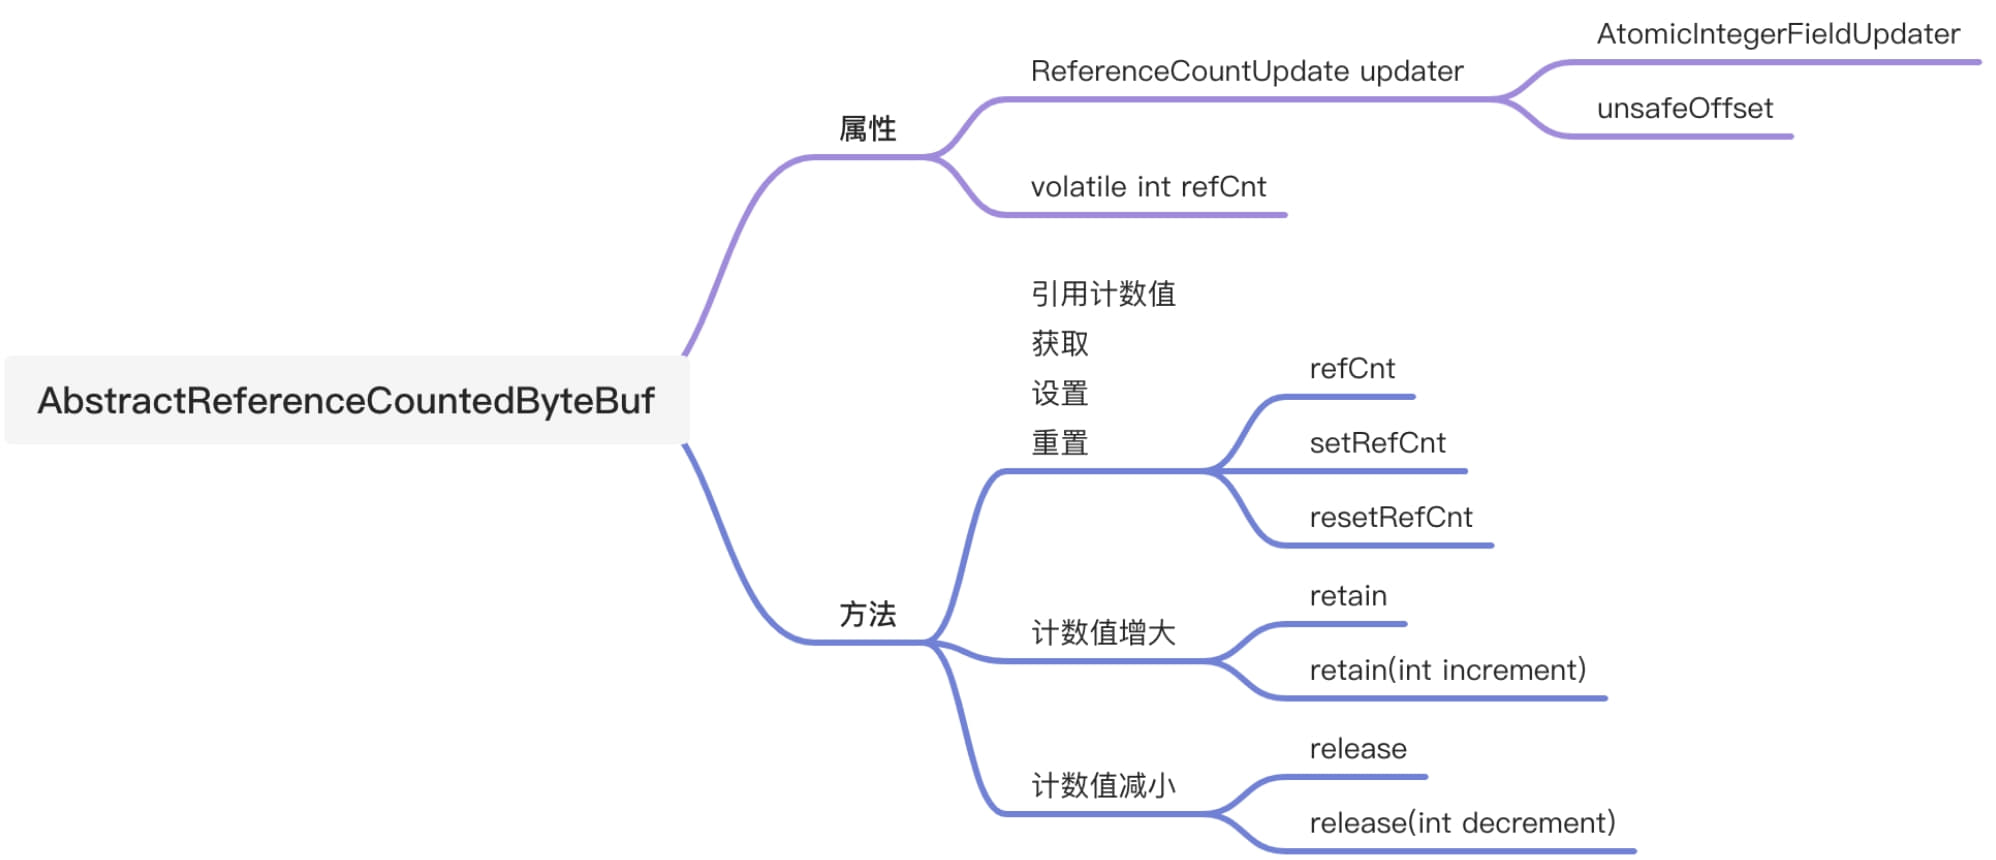 AbstractReferenceCountedByteBuf
属性
ReferenceCountUpdate updater
AtomicIntegerFieldUpdater
unsafeOffset
volatile int refCnt
方法
引用计数值
获取
设置
重置
refCnt
setRefCnt
resetRefCnt
计数值增大
retain
retain(int increment)
计数值减小
release
release(int decrement)